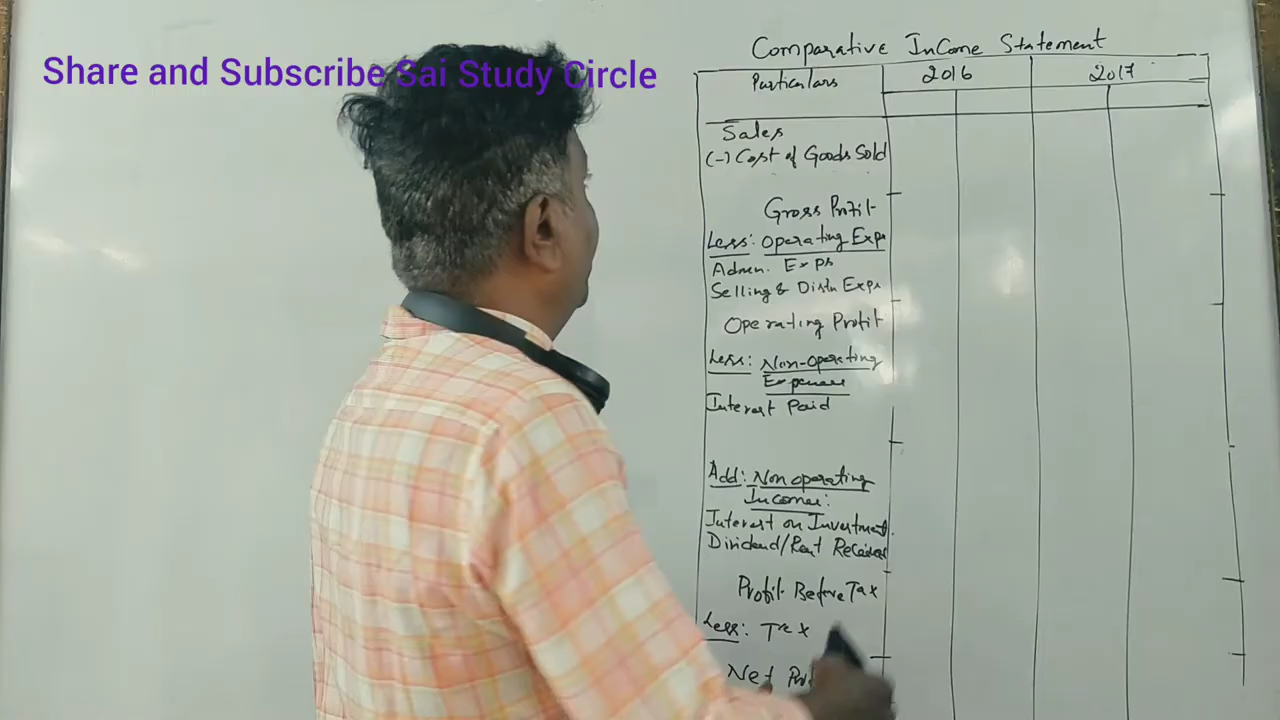 Share and Subscribe Sai Study Circle
Comparative InCome Statement
Particulars 2016 2017
Sales
(-) Cost of Goods Sold
Gross Profit
Less: Operating Exps
Admn. Exps
Selling & Distn Exps
Operating Profit
Less: Non-Operating
Expenses
Interest Paid
Add: Non operating
Incomes:
Interest on Investment
Dividend/Rent Received
Profit Before Tax
Less: Tax
Net